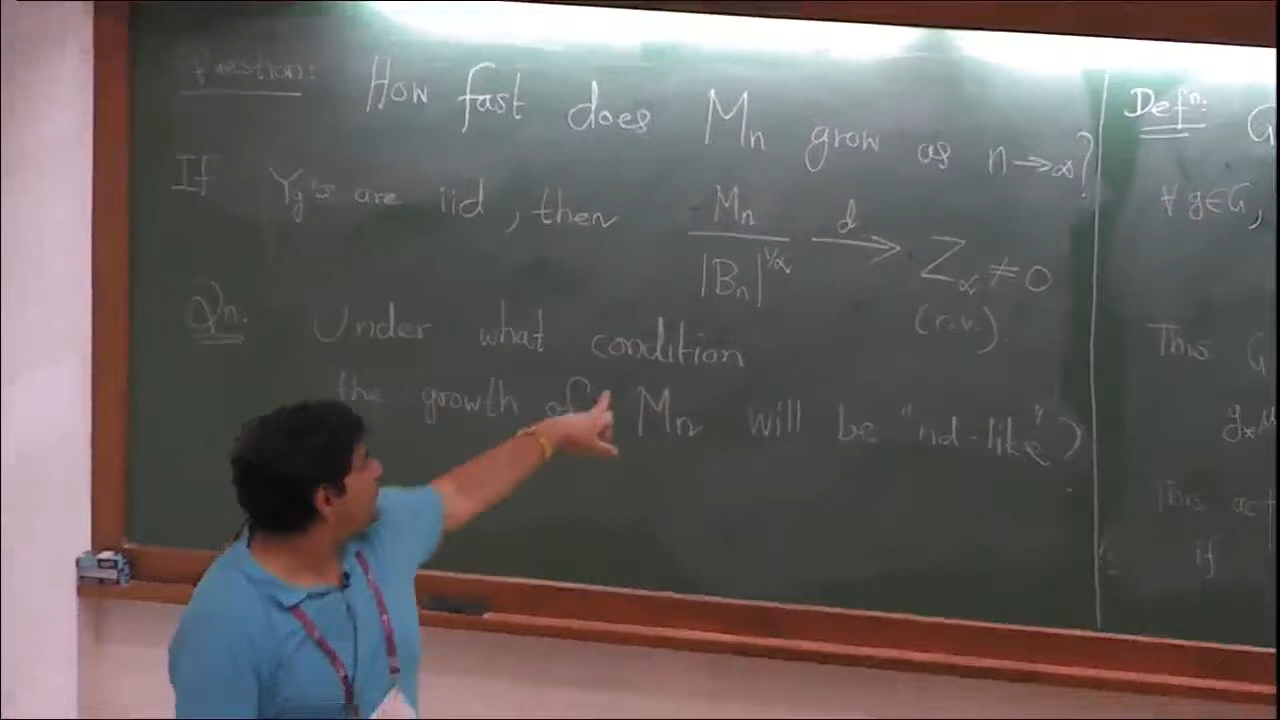 Question: How fast does Mn grow as n→∞?
If Yg's are iid, then Mn / |Bn|^1/α →d Zα ≠ 0
(r.v.)
Qn. Under what condition
the growth of Mn will be "iid-like")
Defn: G
∀ g∈G,
This G
g*μ
This act
if